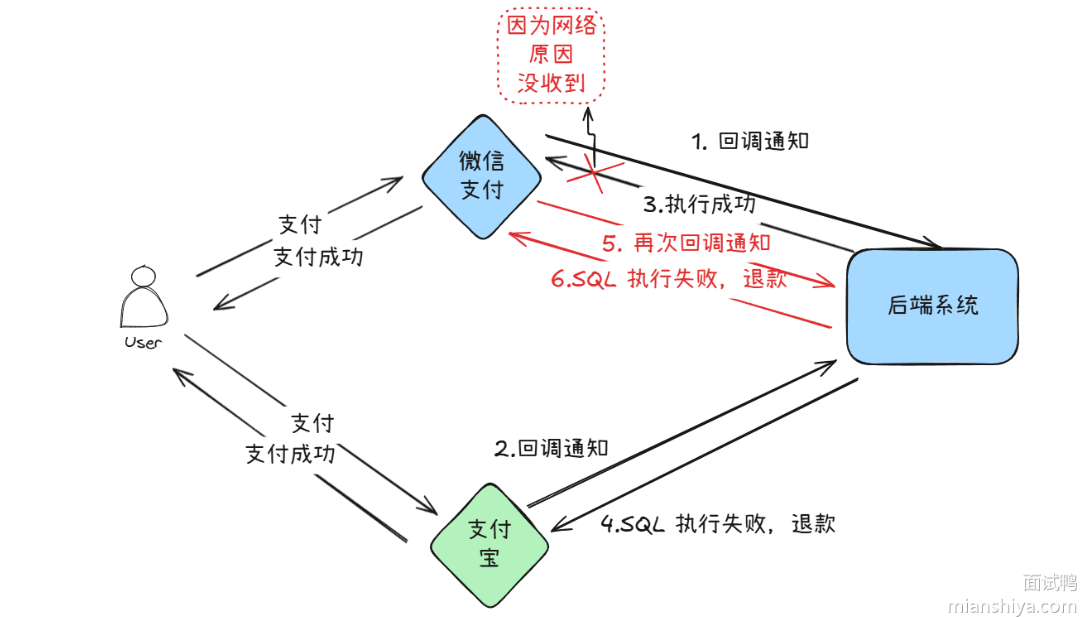 因为网络
原因
没收到
1. 回调通知
微信
支付
3.执行成功
支付
支付成功
5. 再次回调通知
6.SQL 执行失败，退款
后端系统
User
支付
支付成功
2.回调通知
4.SQL 执行失败，退款
支付
宝
面试鸭
mianshiya.com